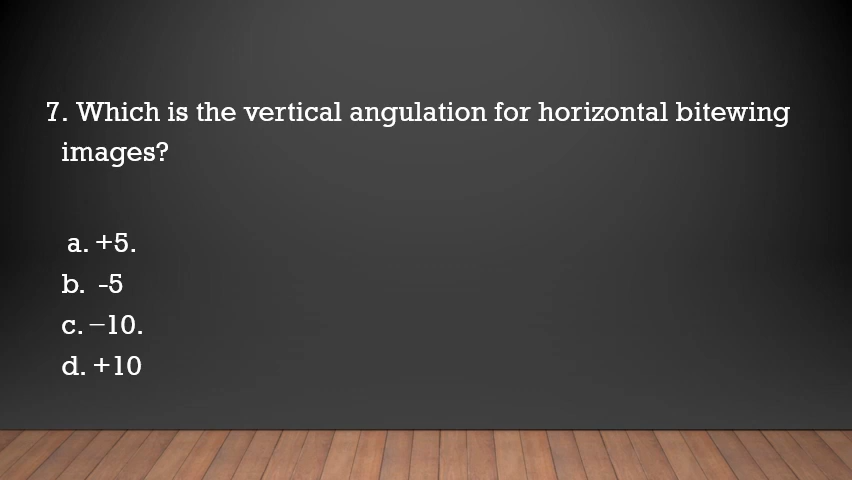 7. Which is the vertical angulation for horizontal bitewing
images?
a. +5.
b. -5
c. –10.
d. +10